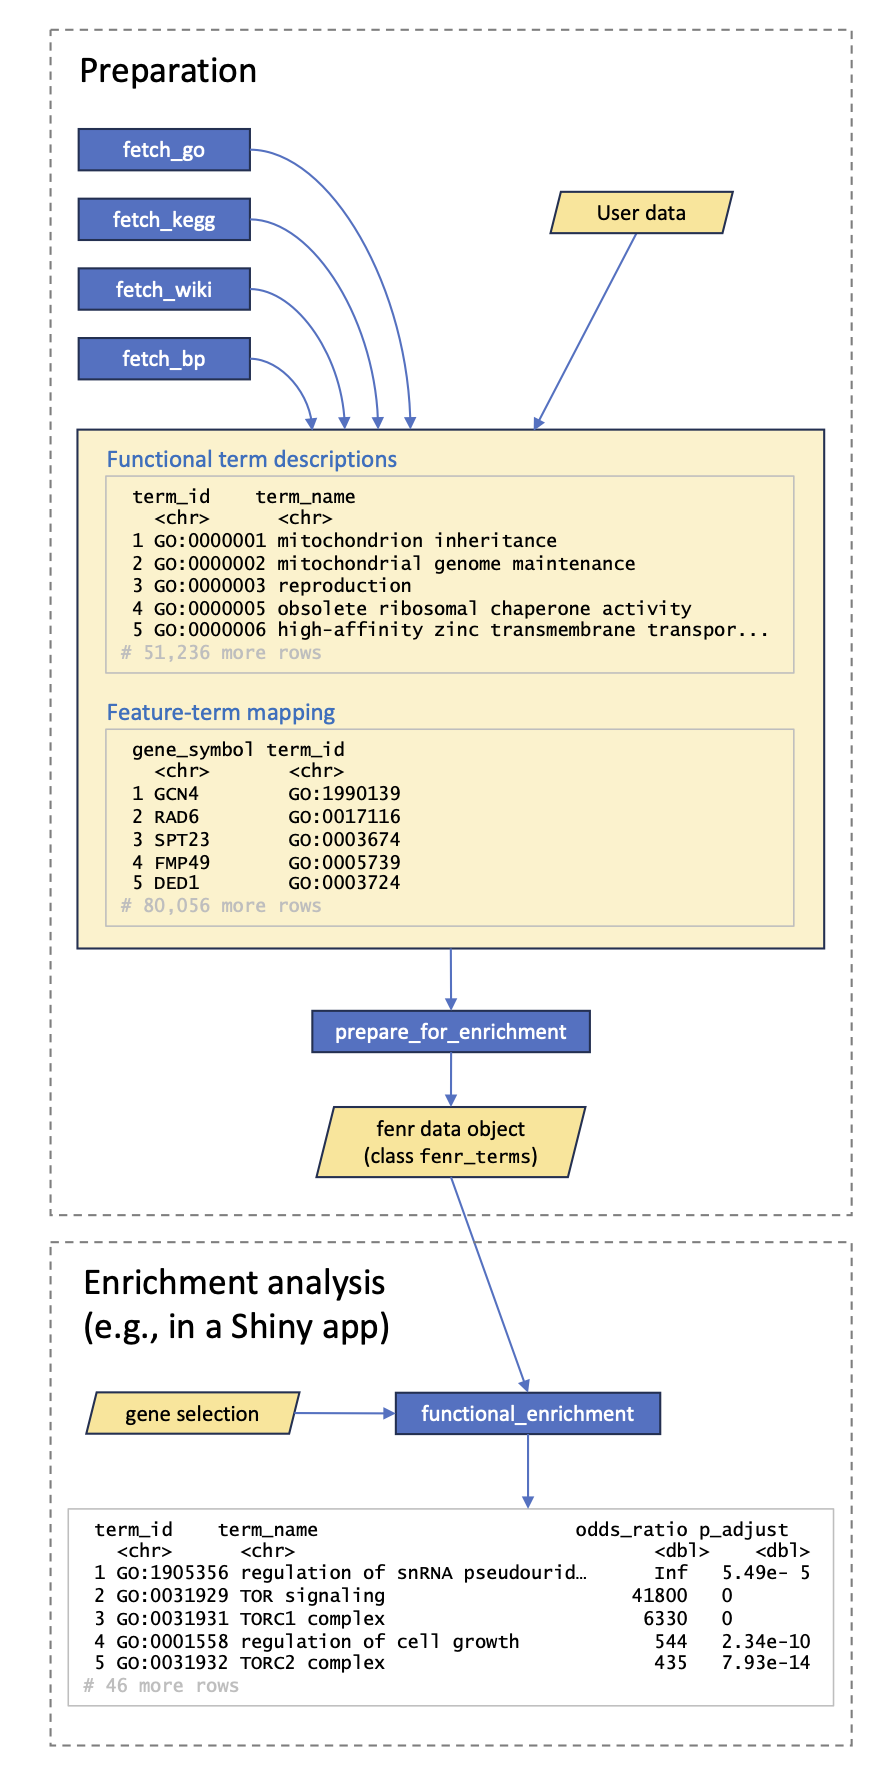 Preparation
fetch_go
fetch_kegg
fetch_wiki
fetch_bp
User data
Functional term descriptions
term_id    term_name
<chr>      <chr>
1 GO:0000001 mitochondrion inheritance
2 GO:0000002 mitochondrial genome maintenance
3 GO:0000003 reproduction
4 GO:0000005 obsolete ribosomal chaperone activity
5 GO:0000006 high-affinity zinc transmembrane transpor...
# 51,236 more rows
Feature-term mapping
gene_symbol term_id
<chr>       <chr>
1 GCN4        GO:1990139
2 RAD6        GO:0017116
3 SPT23       GO:0003674
4 FMP49       GO:0005739
5 DED1        GO:0003724
# 80,056 more rows
prepare_for_enrichment
fenr data object
(class fenr_terms)
Enrichment analysis
(e.g., in a Shiny app)
gene selection
functional_enrichment
term_id    term_name                       odds_ratio p_adjust
<chr>      <chr>                                <dbl>    <dbl>
1 GO:1905356 regulation of snRNA pseudourid…      Inf   5.49e- 5
2 GO:0031929 TOR signaling                      41800   0
3 GO:0031931 TORC1 complex                       6330   0
4 GO:0001558 regulation of cell growth            544   2.34e-10
5 GO:0031932 TORC2 complex                        435   7.93e-14
# 46 more rows